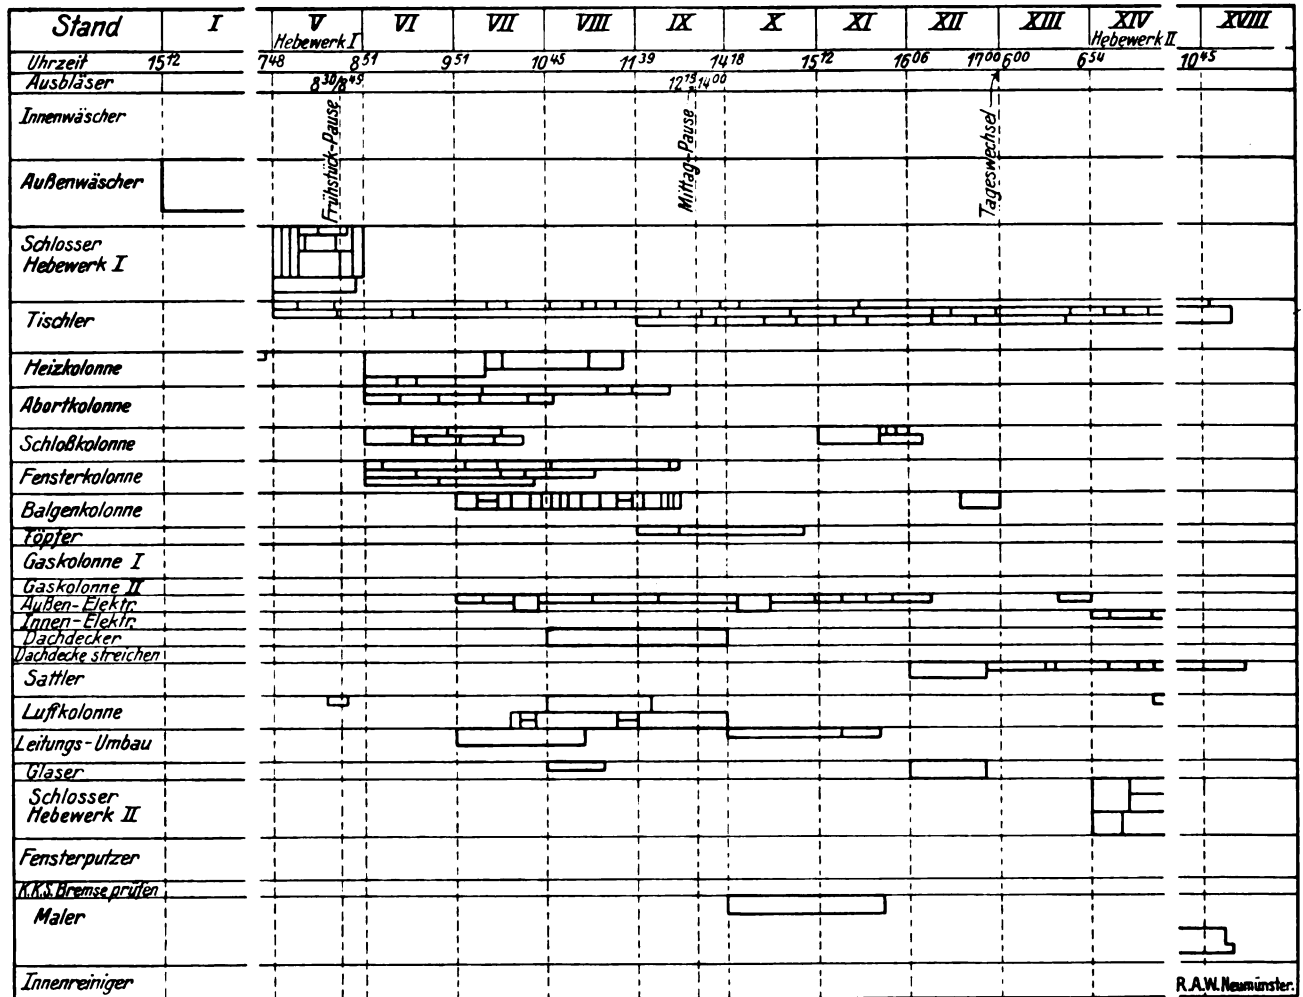 Stand I V VI VII VIII IX X XI XII XIII XIV XVIII
Hebewerk I Hebewerk II
Uhrzeit 15¹² 7⁴⁸ 8⁵¹ 9⁵¹ 10⁴⁵ 11³⁹ 14¹⁸ 15¹² 16⁰⁶ 17⁰⁰ 6⁰⁰ 6⁵⁴ 10⁴⁵
Ausbläser 8³⁰/8⁴⁵ 12¹⁵ 14⁰⁰
Innenwäscher
Frühstück-Pause
Mittag-Pause
Tageswechsel
Außenwäscher
Schlosser
Hebewerk I
Tischler
Heizkolonne
Abortkolonne
Schloßkolonne
Fensterkolonne
Balgenkolonne
Töpfer
Gaskolonne I
Gaskolonne II
Außen-Elektr.
Innen-Elektr.
Dachdecker
Dachdecke streichen
Sattler
Luftkolonne
Leitungs-Umbau
Glaser
Schlosser
Hebewerk II
Fensterputzer
K.K.S. Bremse prüfen
Maler
Innenreiniger
R.A.W. Neumünster.